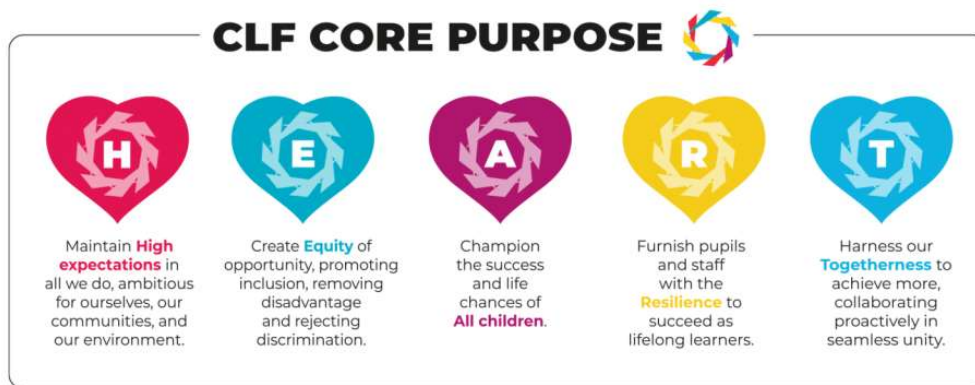 CLF CORE PURPOSE
H
E
A
R
T
Maintain High
expectations in
all we do, ambitious
for ourselves, our
communities, and
our environment.
Create Equity of
opportunity, promoting
inclusion, removing
disadvantage
and rejecting
discrimination.
Champion
the success
and life
chances of
All children.
Furnish pupils
and staff
with the
Resilience to
succeed as
lifelong learners.
Harness our
Togetherness to
achieve more,
collaborating
proactively in
seamless unity.